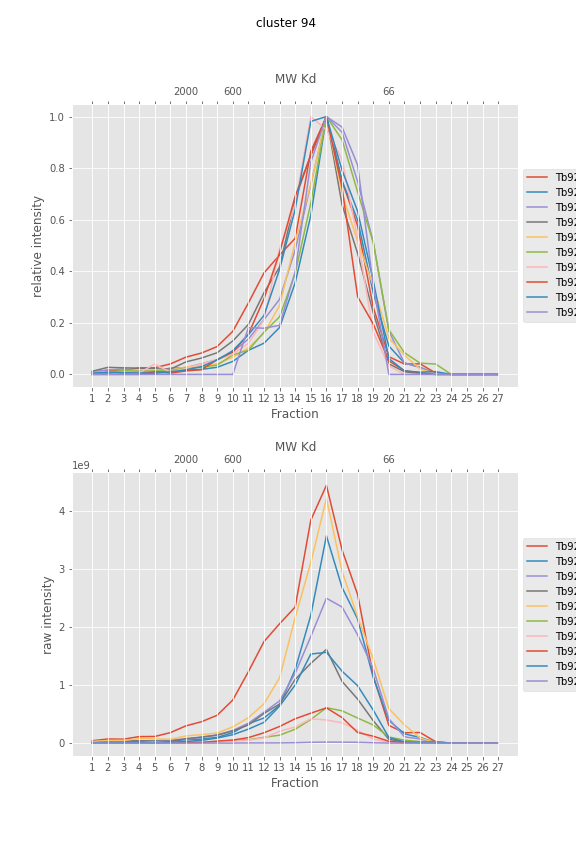 cluster 94
MW Kd
2000 600 66
1.0
0.8
0.6
0.4
0.2
0.0
relative intensity
Tb92
Tb92
Tb92
Tb92
Tb92
Tb92
Tb92
Tb92
Tb92
Tb92
1 2 3 4 5 6 7 8 9 10 11 12 13 14 15 16 17 18 19 20 21 22 23 24 25 26 27
Fraction
MW Kd
2000 600 66
1e9
4
3
2
1
0
raw intensity
Tb92
Tb92
Tb92
Tb92
Tb92
Tb92
Tb92
Tb92
Tb92
Tb92
1 2 3 4 5 6 7 8 9 10 11 12 13 14 15 16 17 18 19 20 21 22 23 24 25 26 27
Fraction